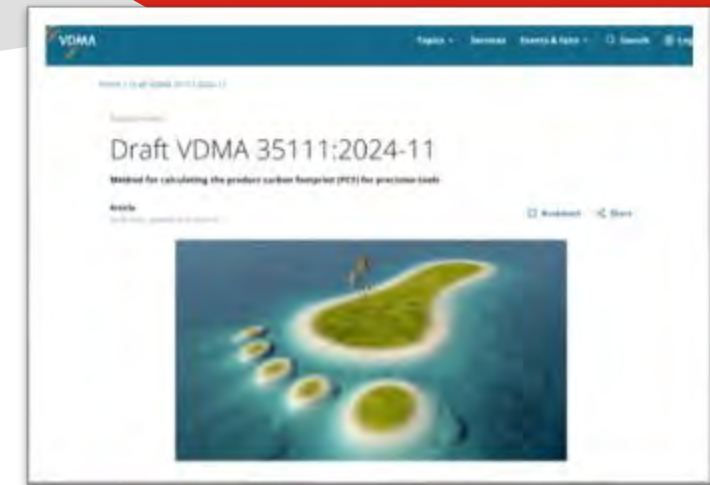 VDMA
Topics Services Events & Fairs Search
Draft VDMA 35111:2024-11
Method for calculating the product carbon footprint (PCF) for precision tools
Article
Bookmark Share